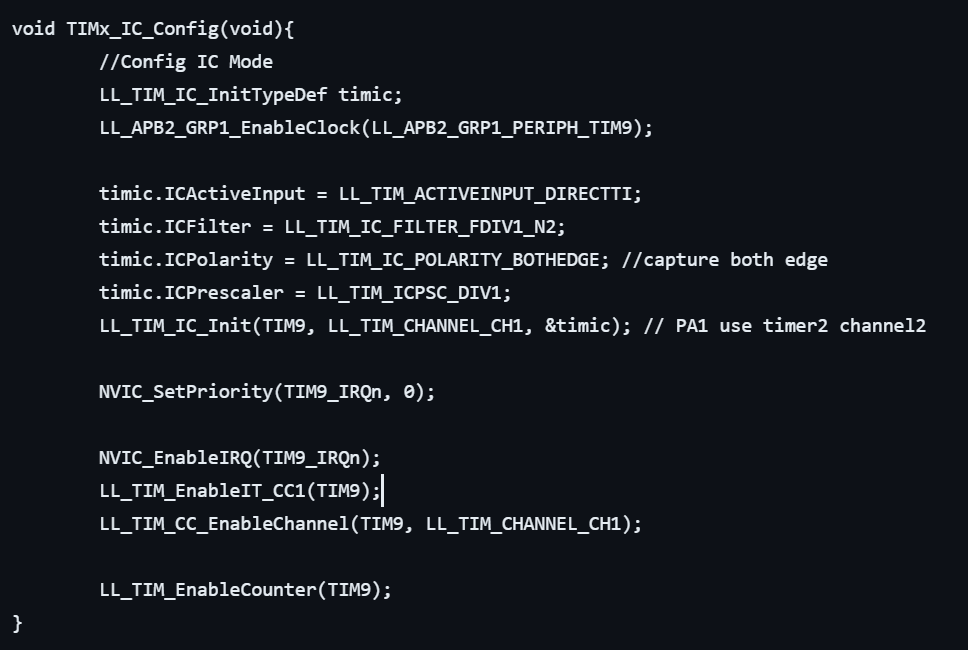 void TIMx_IC_Config(void){
//Config IC Mode
LL_TIM_IC_InitTypeDef timic;
LL_APB2_GRP1_EnableClock(LL_APB2_GRP1_PERIPH_TIM9);
timic.ICActiveInput = LL_TIM_ACTIVEINPUT_DIRECTTI;
timic.ICFilter = LL_TIM_IC_FILTER_FDIV1_N2;
timic.ICPolarity = LL_TIM_IC_POLARITY_BOTHEDGE; //capture both edge
timic.ICPrescaler = LL_TIM_ICPSC_DIV1;
LL_TIM_IC_Init(TIM9, LL_TIM_CHANNEL_CH1, &timic); // PA1 use timer2 channel2
NVIC_SetPriority(TIM9_IRQn, 0);
NVIC_EnableIRQ(TIM9_IRQn);
LL_TIM_EnableIT_CC1(TIM9);
LL_TIM_CC_EnableChannel(TIM9, LL_TIM_CHANNEL_CH1);
LL_TIM_EnableCounter(TIM9);
}